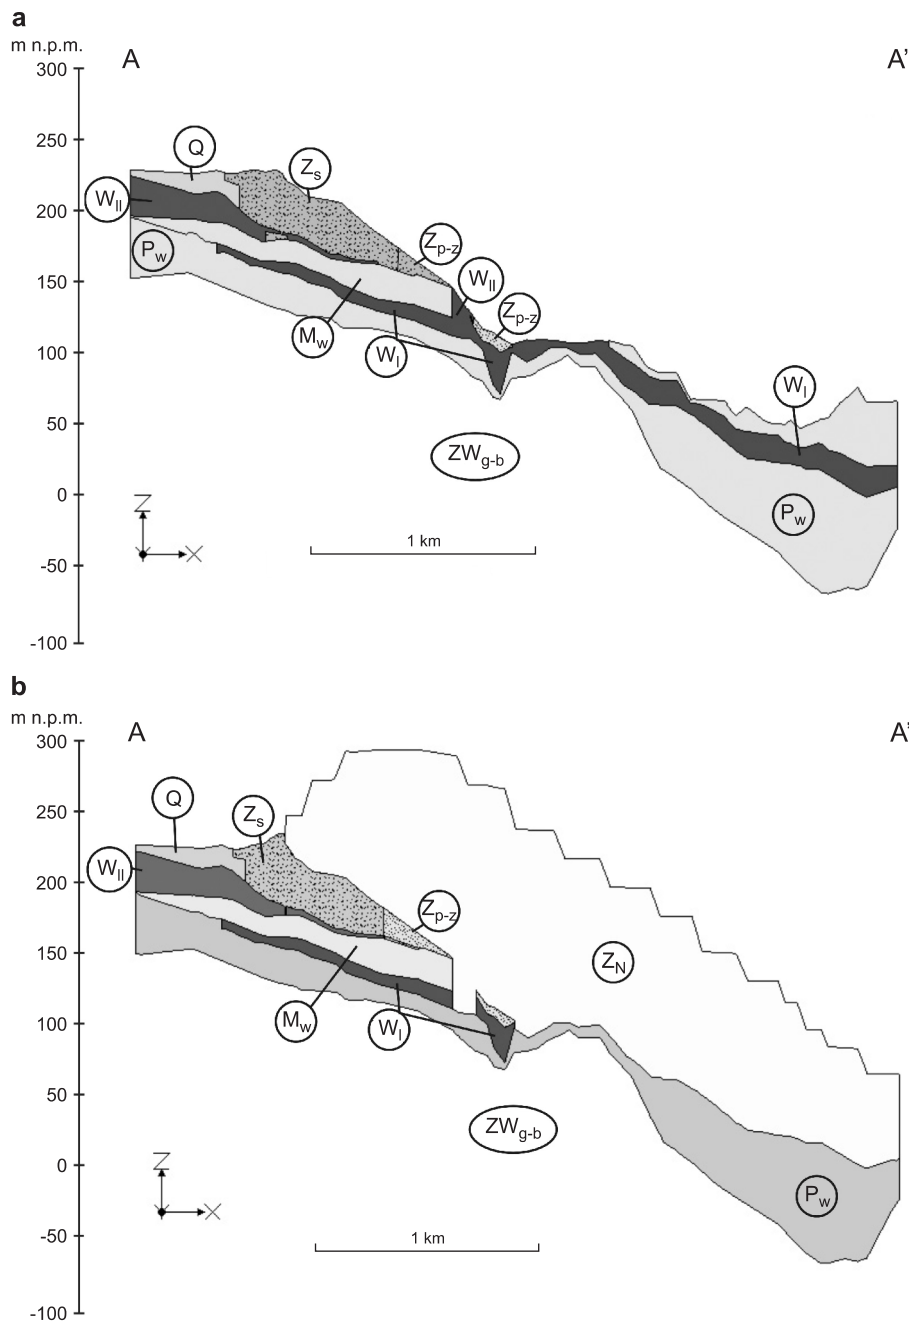 a
m n.p.m.
A
A'
300
250
200
150
100
50
0
-50
-100
Q
Zs
WII
Pw
Zp-z
WII
Zp-z
Mw
WI
WI
ZWg-b
Pw
Z
X
1 km
b
m n.p.m.
A
A'
300
250
200
150
100
50
0
-50
-100
Q
Zs
WII
Zp-z
ZN
Mw
WI
ZWg-b
Pw
Z
X
1 km